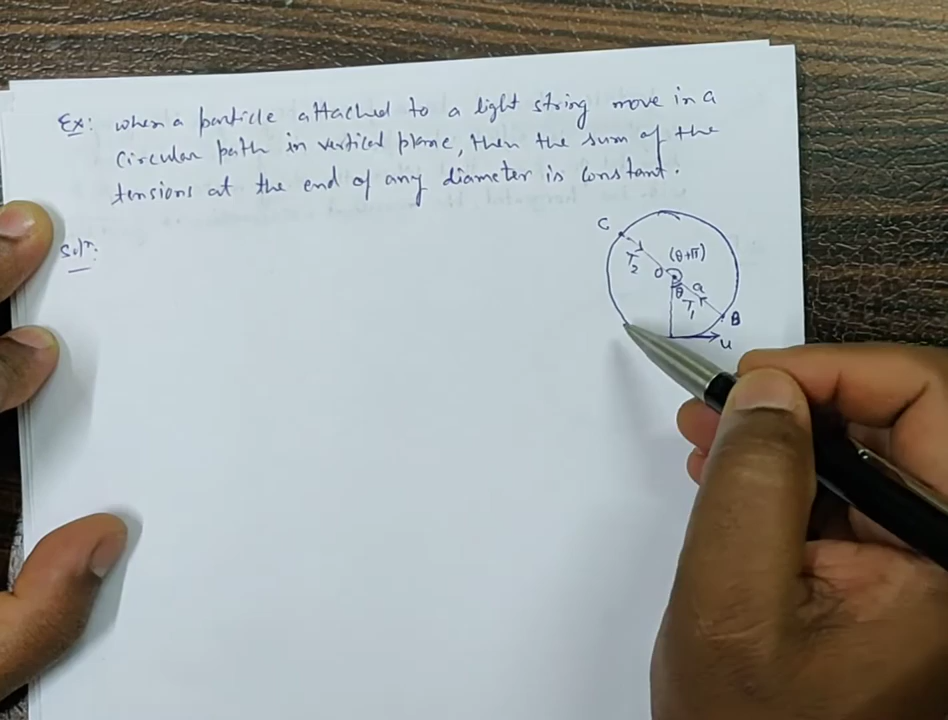 Ex: when a particle attached to a light string move in a
Circular path in vertical plane, then the sum of the
tensions at the end of any diameter is constant.
Solⁿ:
C
T2
O
(θ+π)
θ
a
T1
B
u